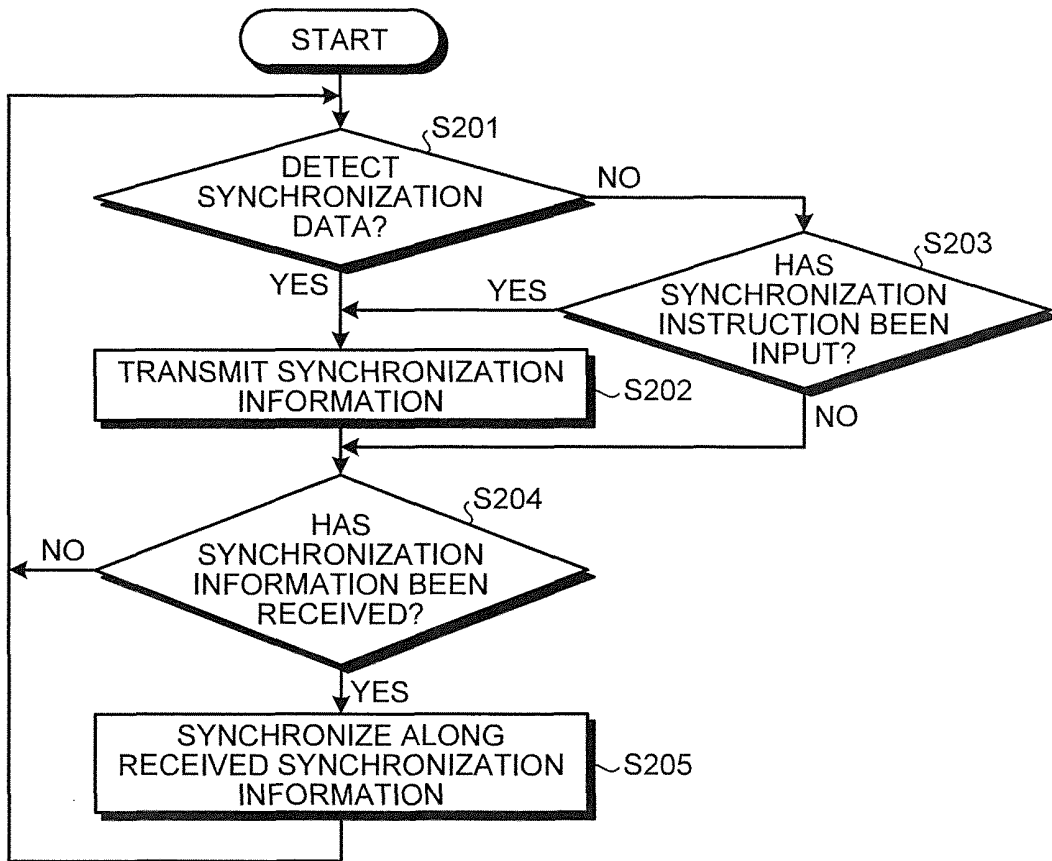 START
S201
DETECT
SYNCHRONIZATION
DATA?
NO
YES
S203
HAS
SYNCHRONIZATION
INSTRUCTION BEEN
INPUT?
YES
NO
TRANSMIT SYNCHRONIZATION
INFORMATION
S202
S204
HAS
SYNCHRONIZATION
INFORMATION BEEN
RECEIVED?
NO
YES
SYNCHRONIZE ALONG
RECEIVED SYNCHRONIZATION
INFORMATION
S205